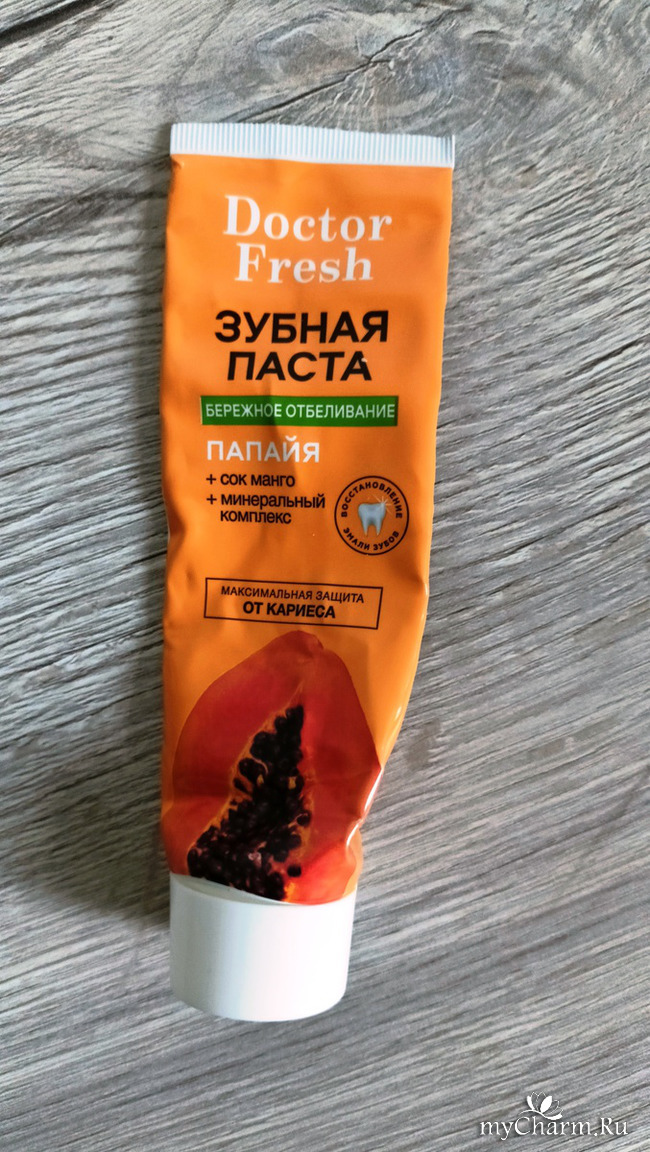 Doctor
Fresh
ЗУБНАЯ
ПАСТА
БЕРЕЖНОЕ ОТБЕЛИВАНИЕ
ПАПАЙЯ
+ сок манго
+ минеральный
комплекс
ВОССТАНОВЛЕНИЕ
ЭМАЛИ ЗУБОВ
МАКСИМАЛЬНАЯ ЗАЩИТА
ОТ КАРИЕСА
myCharm.Ru